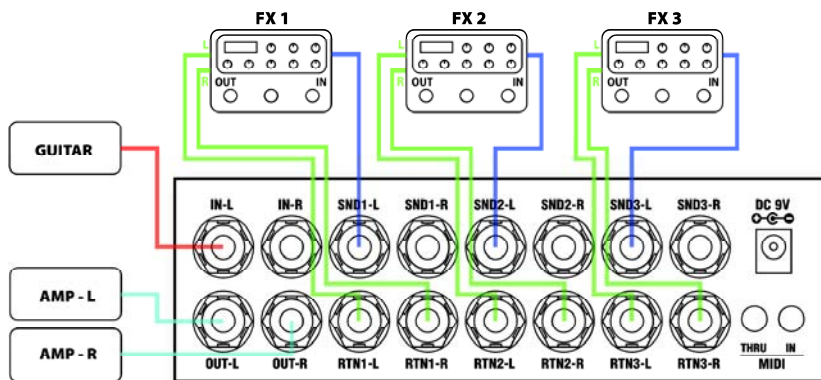 FX 1 FX 2 FX 3
L L L
R R R
OUT IN OUT IN OUT IN
GUITAR
IN-L IN-R SND1-L SND1-R SND2-L SND2-R SND3-L SND3-R DC 9V
AMP - L
AMP - R
OUT-L OUT-R RTN1-L RTN1-R RTN2-L RTN2-R RTN3-L RTN3-R THRU IN
MIDI